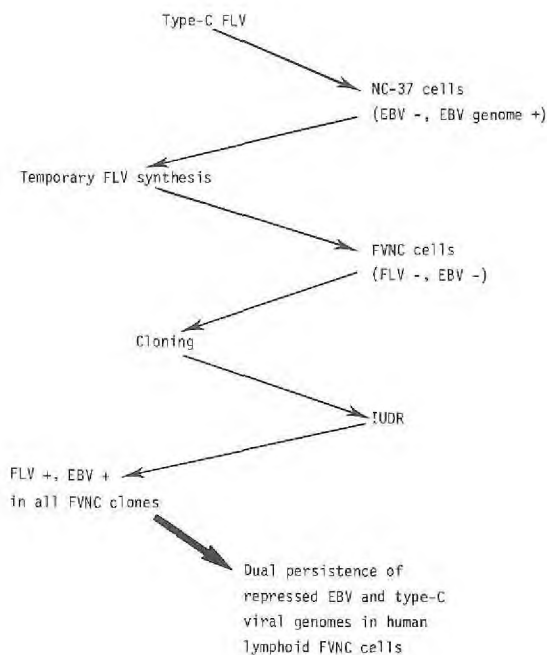 Type-C FLV
NC-37 cells
(EBV -, EBV genome +)
Temporary FLV synthesis
FVNC cells
(FLV -, EBV -)
Cloning
IUDR
FLV +, EBV +
in all FVNC clones
Dual persistence of
repressed EBV and type-C
viral genomes in human
lymphoid FVNC cells